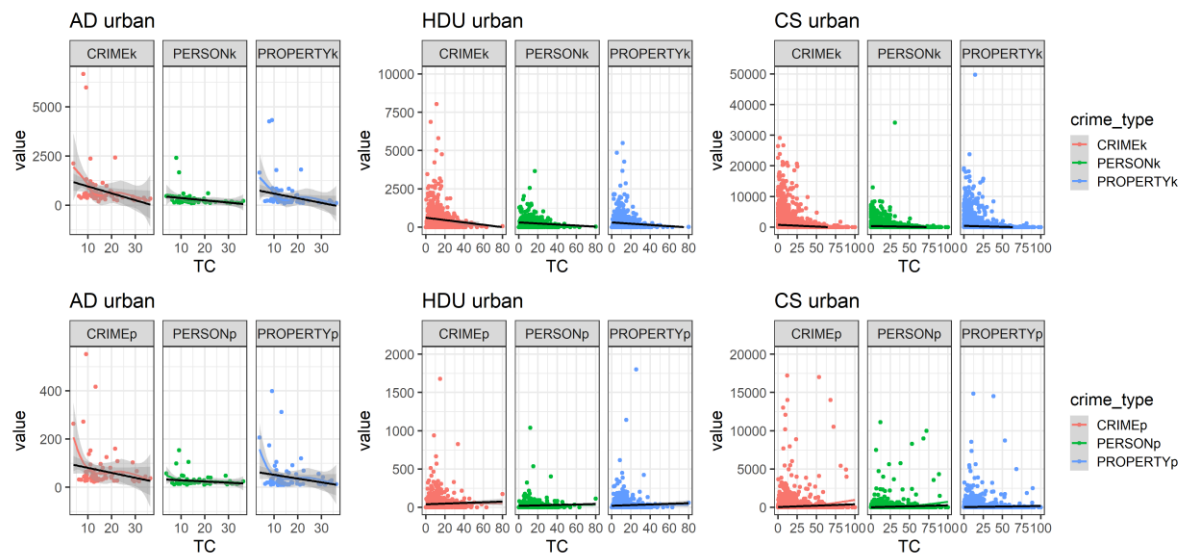 AD urban
HDU urban
CS urban
CRIMEk PERSONk PROPERTYk
CRIMEk PERSONk PROPERTYk
CRIMEk PERSONk PROPERTYk
value
5000
2500
0
10 20 30 10 20 30 10 20 30
TC
value
10000
7500
5000
2500
0
0 20 40 60 80 0 20 40 60 80 0 20 40 60 80
TC
value
50000
40000
30000
20000
10000
0
0 25 50 75 100 0 25 50 75 100 0 25 50 75 100
TC
crime_type
CRIMEk
PERSONk
PROPERTYk
AD urban
HDU urban
CS urban
CRIMEp PERSONp PROPERTYp
CRIMEp PERSONp PROPERTYp
CRIMEp PERSONp PROPERTYp
value
400
200
0
10 20 30 10 20 30 10 20 30
TC
value
2000
1500
1000
500
0
0 20 40 60 80 0 20 40 60 80 0 20 40 60 80
TC
value
20000
15000
10000
5000
0
0 25 50 75 100 0 25 50 75 100 0 25 50 75 100
TC
crime_type
CRIMEp
PERSONp
PROPERTYp